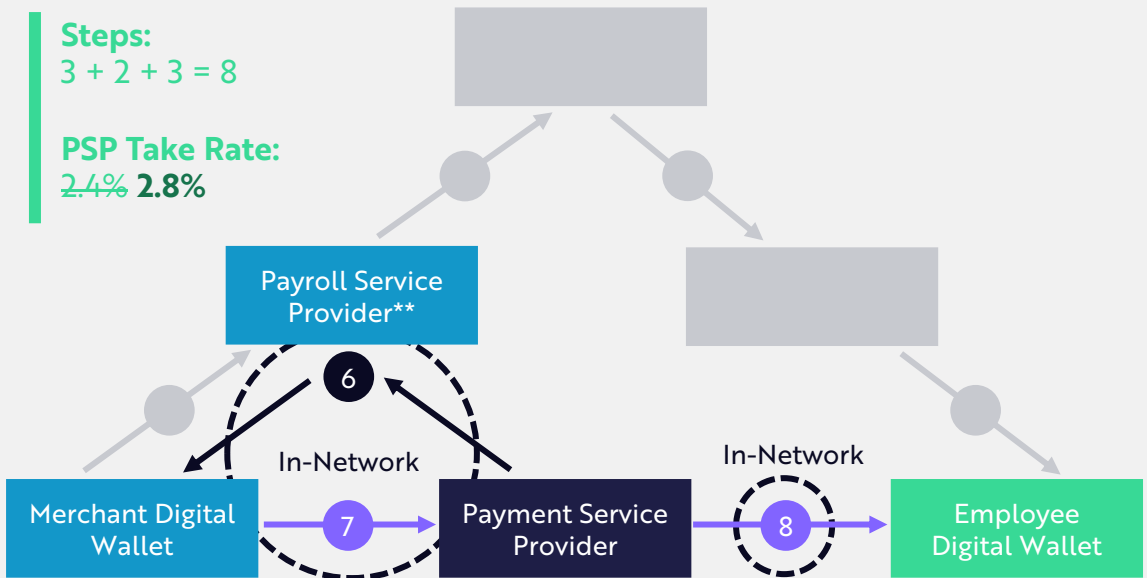 Steps:
3 + 2 + 3 = 8
PSP Take Rate:
2.4% 2.8%
Payroll Service
Provider**
6
In-Network
In-Network
Merchant Digital
Wallet
7
Payment Service
Provider
8
Employee
Digital Wallet